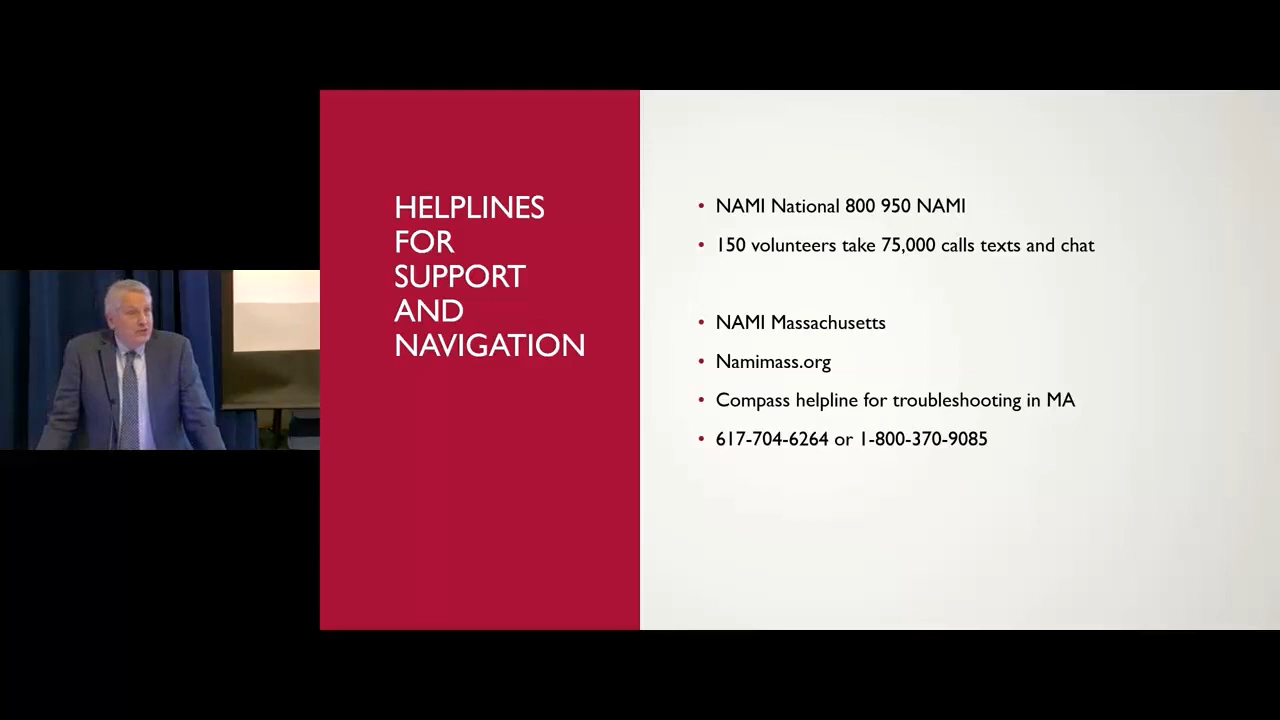 HELPLINES
FOR
SUPPORT
AND
NAVIGATION
• NAMI National 800 950 NAMI
• 150 volunteers take 75,000 calls texts and chat
• NAMI Massachusetts
• Namimass.org
• Compass helpline for troubleshooting in MA
• 617-704-6264 or 1-800-370-9085